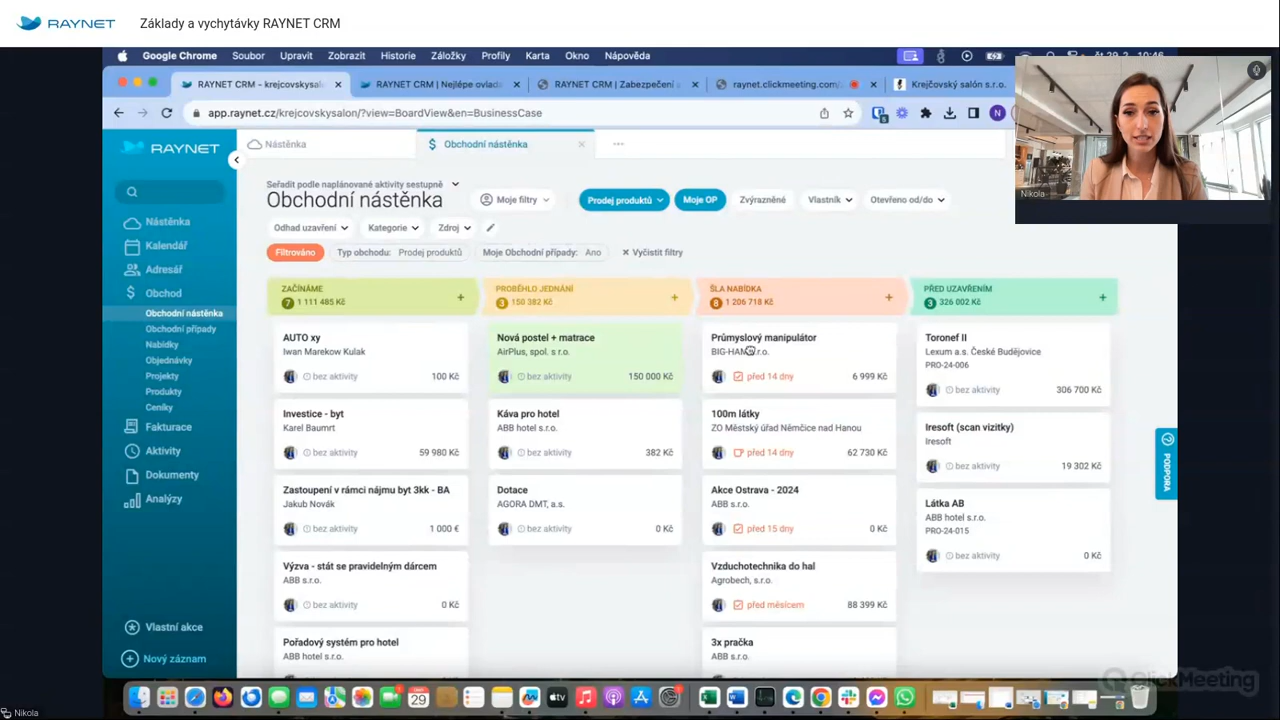 RAYNET
Základy a vychytávky RAYNET CRM
Google Chrome Soubor Upravit Zobrazit Historie Záložky Profily Karta Okno Nápověda
čt 29. 2. 10:46
RAYNET CRM - krejcovskysalon
RAYNET CRM | Nejlépe ovlada
RAYNET CRM | Zabezpečení
raynet.clickmeeting.com/
Krejčovský salón s.r.o.
app.raynet.cz/krejcovskysalon/?view=BoardView&en=BusinessCase
N
RAYNET
Nástěnka
Obchodní nástěnka
Nikola
Seřadit podle naplánované aktivity sestupně
Obchodní nástěnka
Moje filtry
Prodej produktů
Moje OP
Zvýrazněné
Vlastník
Otevřeno od/do
Odhad uzavření
Kategorie
Zdroj
Filtrováno
Typ obchodu: Prodej produktů
Moje Obchodní případy: Ano
Vyčistit filtry
Nástěnka
Kalendář
Adresář
Obchod
Obchodní nástěnka
Obchodní případy
Nabídky
Objednávky
Projekty
Produkty
Ceníky
Fakturace
Aktivity
Dokumenty
Analýzy
Vlastní akce
Nový záznam
ZAČÍNÁME
7 1 111 485 Kč
AUTO xy
Iwan Marekow Kulak
bez aktivity 100 Kč
Investice - byt
Karel Baumrt
bez aktivity 59 980 Kč
Zastoupení v rámci nájmu byt 3kk - BA
Jakub Novák
bez aktivity 1 000 €
Výzva - stát se pravidelným dárcem
ABB s.r.o.
bez aktivity 0 Kč
Pořadový systém pro hotel
ABB hotel s.r.o.
PROBĚHLO JEDNÁNÍ
3 150 382 Kč
Nová postel + matrace
AirPlus, spol. s r.o.
bez aktivity 150 000 Kč
Káva pro hotel
ABB hotel s.r.o.
bez aktivity 382 Kč
Dotace
AGORA DMT, a.s.
bez aktivity 0 Kč
ŠLA NABÍDKA
8 1 206 718 Kč
Průmyslový manipulátor
před 14 dny 6 999 Kč
100m látky
ZO Městský úřad Němčice nad Hanou
před 14 dny 62 730 Kč
Akce Ostrava - 2024
ABB s.r.o.
před 15 dny 0 Kč
Vzduchotechnika do hal
Agrobech, s.r.o.
před měsícem 88 399 Kč
3x pračka
ABB s.r.o.
PŘED UZAVŘENÍM
3 326 002 Kč
Toronef II
Lexum a.s. České Budějovice
PRO-24-006
bez aktivity 306 700 Kč
Iresoft (scan vizitky)
Iresoft
bez aktivity 19 302 Kč
Látka AB
ABB hotel s.r.o.
PRO-24-015
bez aktivity 0 Kč
PODPORA
29
tv
ClickMeeting
Nikola